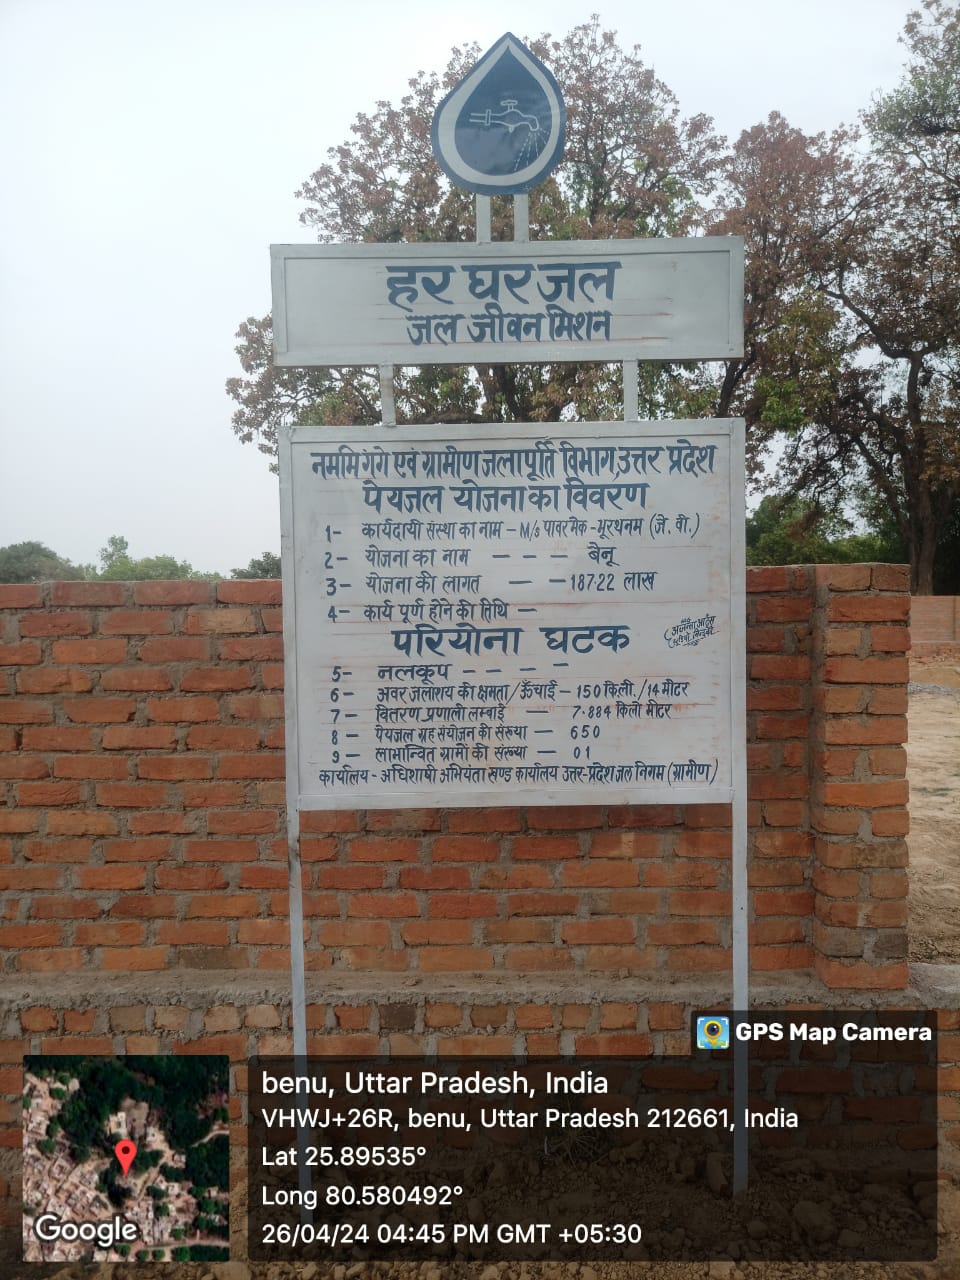 हर घर जल
जल जीवन मिशन
नममि गंगे एवं ग्रामीण जलापूर्ति विभाग, उत्तर प्रदेश
पेयजल योजना का विवरण
1- कार्यदायी संस्था का नाम - M/s पावर मैक - मूरथनम (जे. वी.)
2- योजना का नाम - - - - बेनू
3- योजना की लागत - - 187.22 लाख
4- कार्य पूर्ण होने की तिथि -
परियोना घटक
5- नलकूप - - - -
6- अवर जलाशय की क्षमता / ऊँचाई - 150 कि.ली. / 14 मीटर
7- वितरण प्रणाली लम्बाई - 7.884 किलो मीटर
8- पेयजल ग्रह संयोजन की संख्या - 650
9- लाभान्वित ग्रामों की संख्या - 01
कार्यालय - अधिशाषी अभियंता खण्ड कार्यालय उत्तर-प्रदेश जल निगम (ग्रामीण)
GPS Map Camera
benu, Uttar Pradesh, India
VHWJ+26R, benu, Uttar Pradesh 212661, India
Lat 25.89535°
Long 80.580492°
26/04/24 04:45 PM GMT +05:30
Google